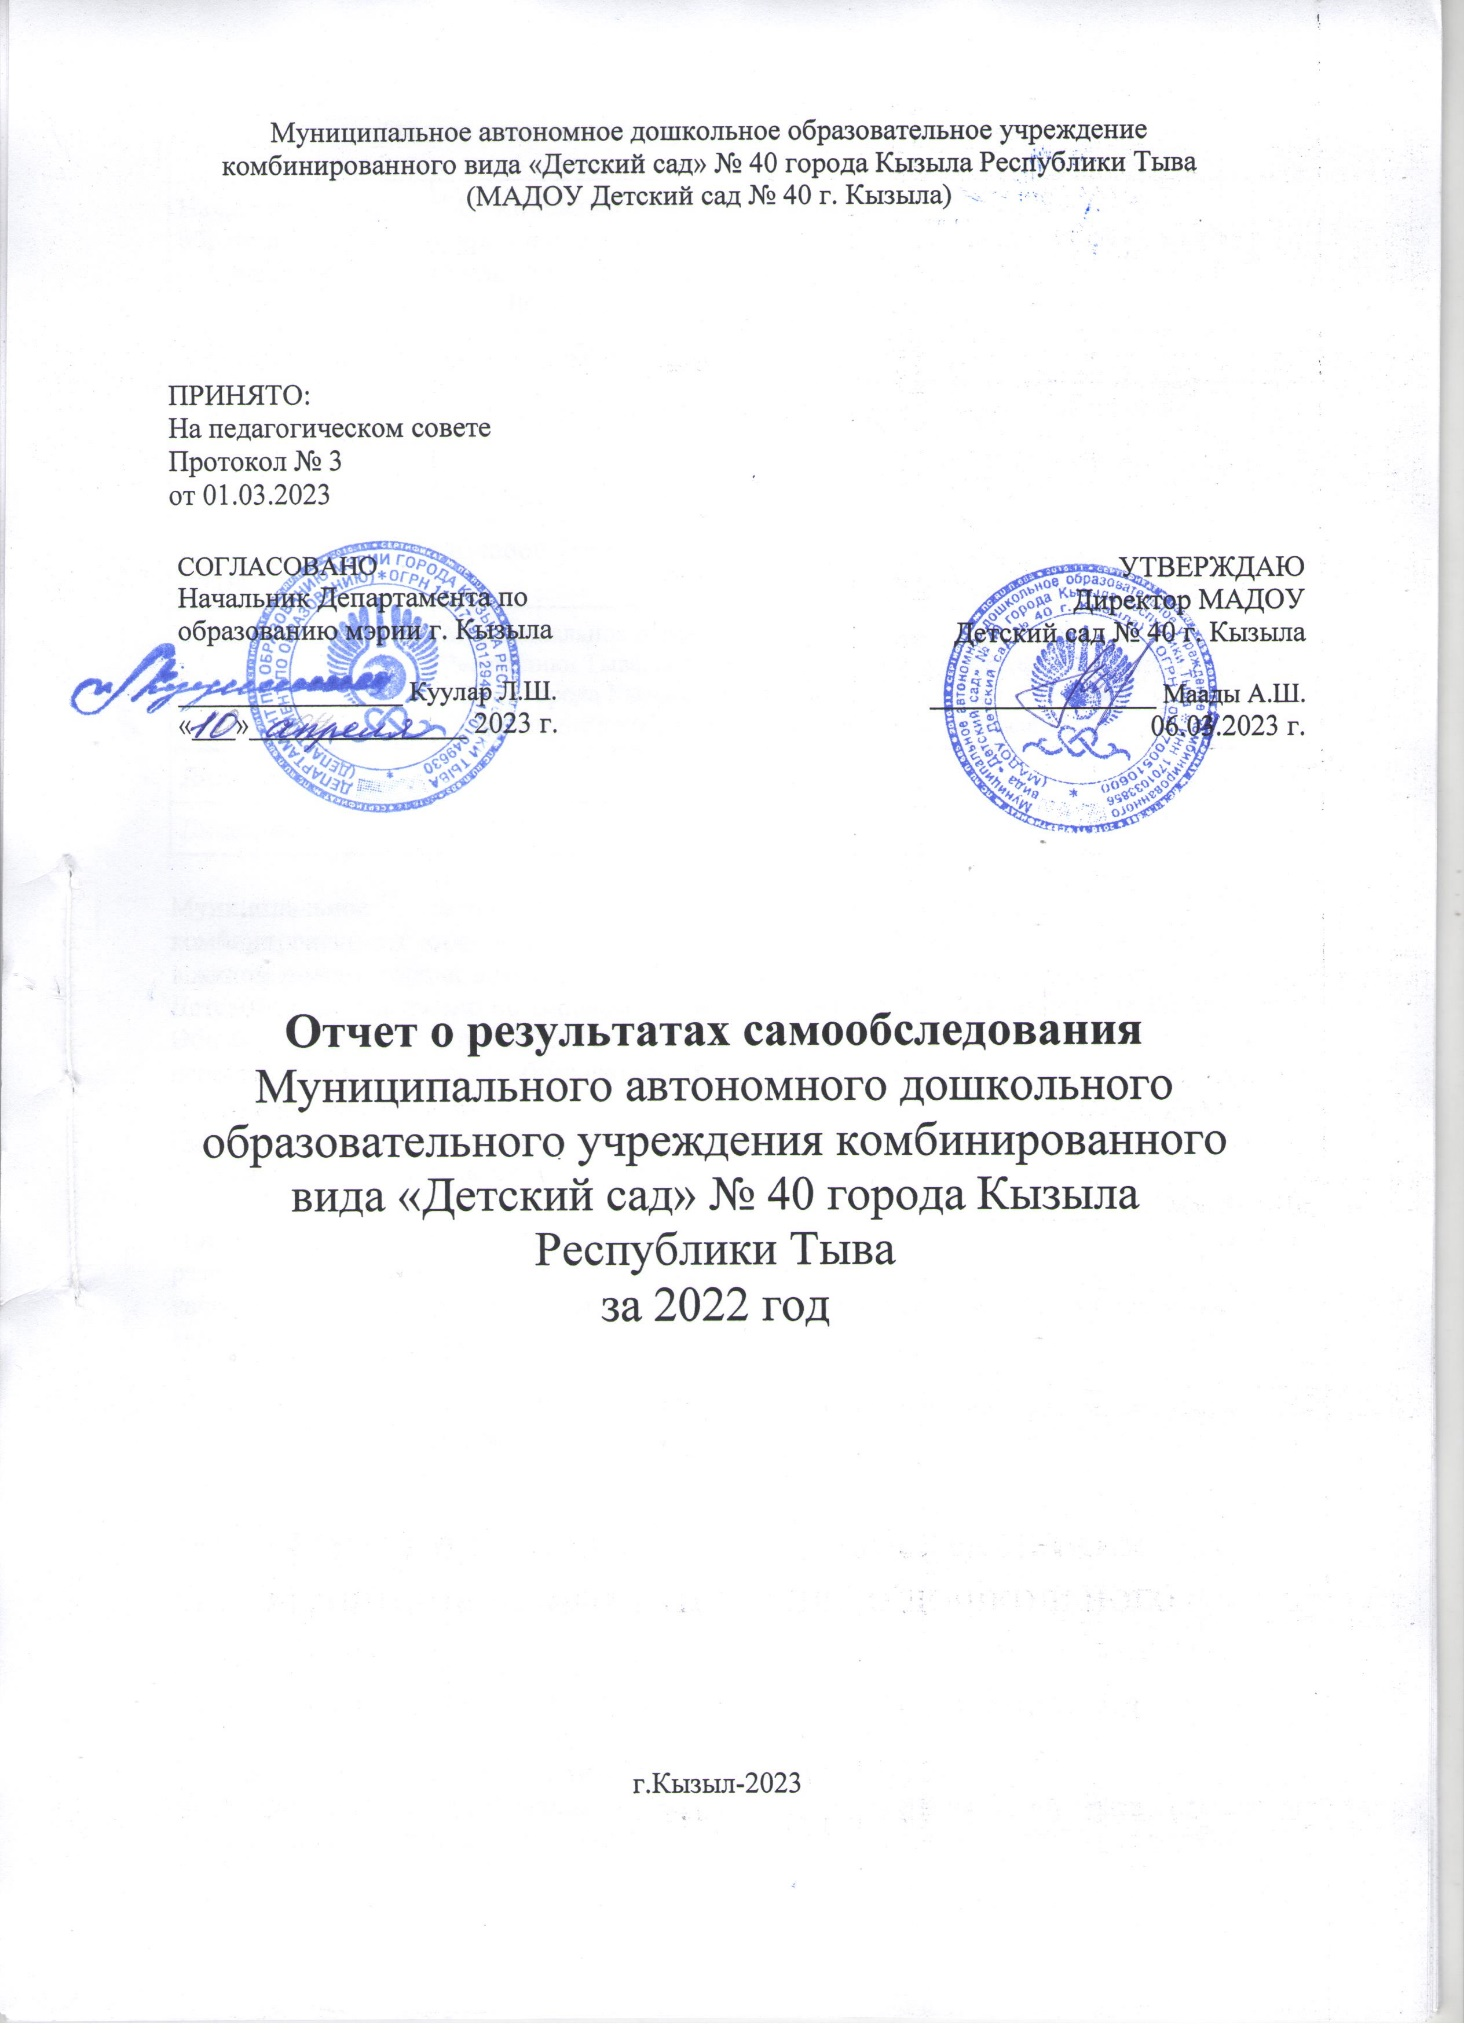 Муниципальное автономное дошкольное образовательное учреждение
комбинированного вида «Детский сад» № 40 города Кызыла Республики Тыва
(МАДОУ Детский сад № 40 г. Кызыла)
ПРИНЯТО:
На педагогическом совете
Протокол № 3
от 01.03.2023
СОГЛАСОВАНО
Начальник Департамента по
образованию мэрии г. Кызыла
Куулар Л.Ш.
«10» апреля 2023 г.
УТВЕРЖДАЮ
Директор МАДОУ
Детский сад № 40 г. Кызыла
Маады А.Ш.
06.03.2023 г.
Отчет о результатах самообследования
Муниципального автономного дошкольного
образовательного учреждения комбинированного
вида «Детский сад» № 40 города Кызыла
Республики Тыва
за 2022 год
г.Кызыл-2023